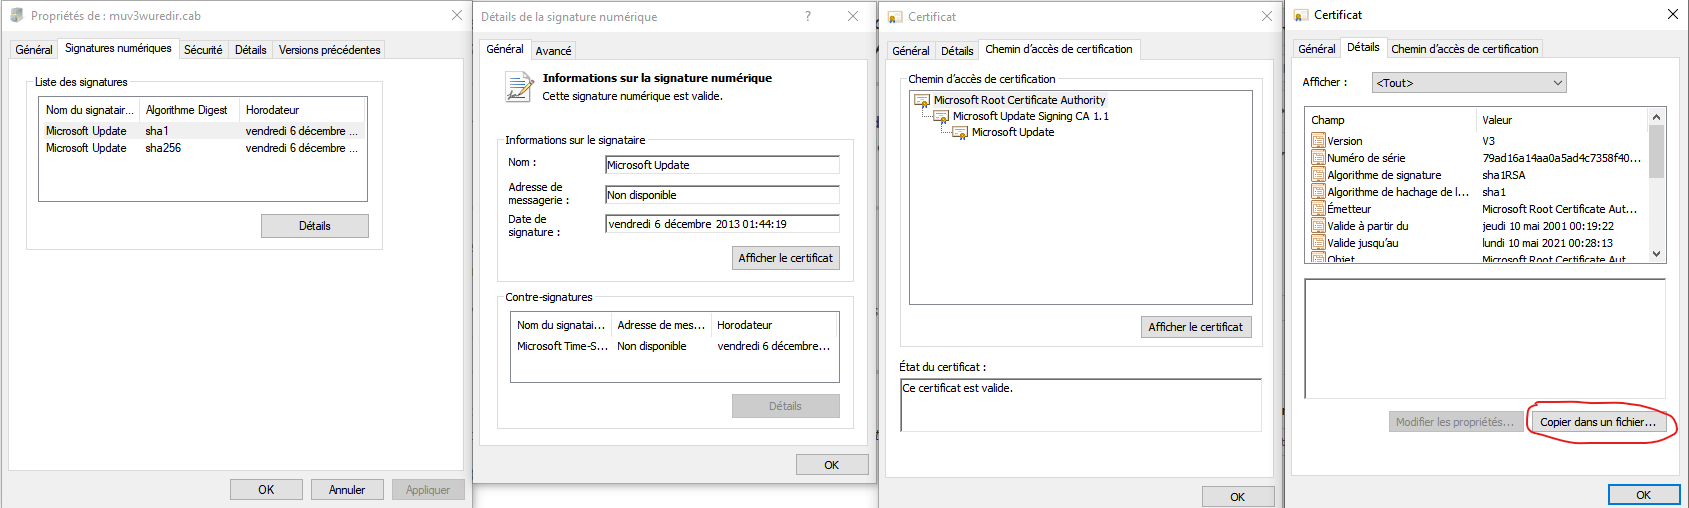 Propriétés de : muv3wuredir.cab
Général
Signatures numériques
Sécurité
Détails
Versions précédentes
Liste des signatures
Nom du signatair... Algorithme Digest Horodateur
Microsoft Update sha1 vendredi 6 décembre ...
Microsoft Update sha256 vendredi 6 décembre ...
Détails
OK
Annuler
Appliquer
Détails de la signature numérique
?
Général
Avancé
Informations sur la signature numérique
Cette signature numérique est valide.
Informations sur le signataire
Nom : Microsoft Update
Adresse de
messagerie : Non disponible
Date de
signature : vendredi 6 décembre 2013 01:44:19
Afficher le certificat
Contre-signatures
Nom du signatai... Adresse de mes... Horodateur
Microsoft Time-S... Non disponible vendredi 6 décembre...
Détails
OK
Certificat
Général
Détails
Chemin d'accès de certification
Chemin d'accès de certification
Microsoft Root Certificate Authority
Microsoft Update Signing CA 1.1
Microsoft Update
Afficher le certificat
État du certificat :
Ce certificat est valide.
OK
Certificat
Général
Détails
Chemin d'accès de certification
Afficher : <Tout>
Champ Valeur
Version V3
Numéro de série 79ad16a14aa0a5ad4c7358f40...
Algorithme de signature sha1RSA
Algorithme de hachage de l... sha1
Émetteur Microsoft Root Certificate Aut...
Valide à partir du jeudi 10 mai 2001 00:19:22
Valide jusqu'au lundi 10 mai 2021 00:28:13
Objet Microsoft Root Certificate Aut...
Modifier les propriétés...
Copier dans un fichier...
OK